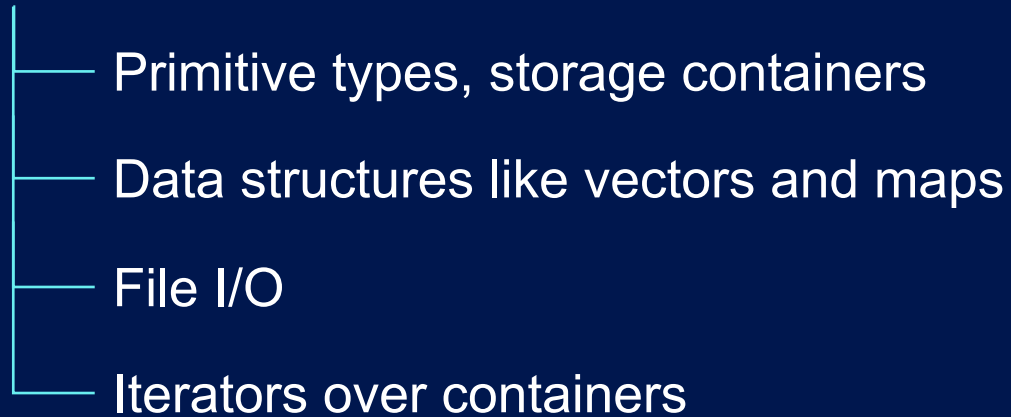 Primitive types, storage containers
Data structures like vectors and maps
File I/O
Iterators over containers